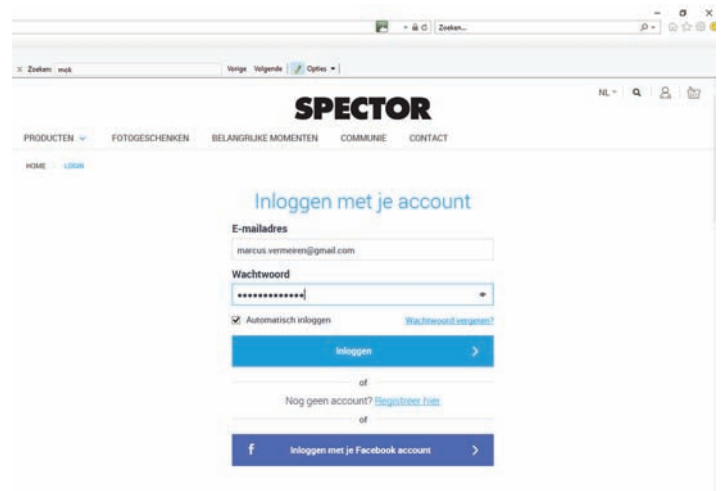 Zoeken...
× Zoeken: mok Vorige Volgende Opties
NL
SPECTOR
PRODUCTEN FOTOGESCHENKEN BELANGRIJKE MOMENTEN COMMUNIE CONTACT
HOME LOGIN
Inloggen met je account
E-mailadres
marcus.vermeiren@gmail.com
Wachtwoord
•••••••••••••
Automatisch inloggen Wachtwoord vergeten?
Inloggen
of
Nog geen account? Registreer hier
of
f Inloggen met je Facebook account